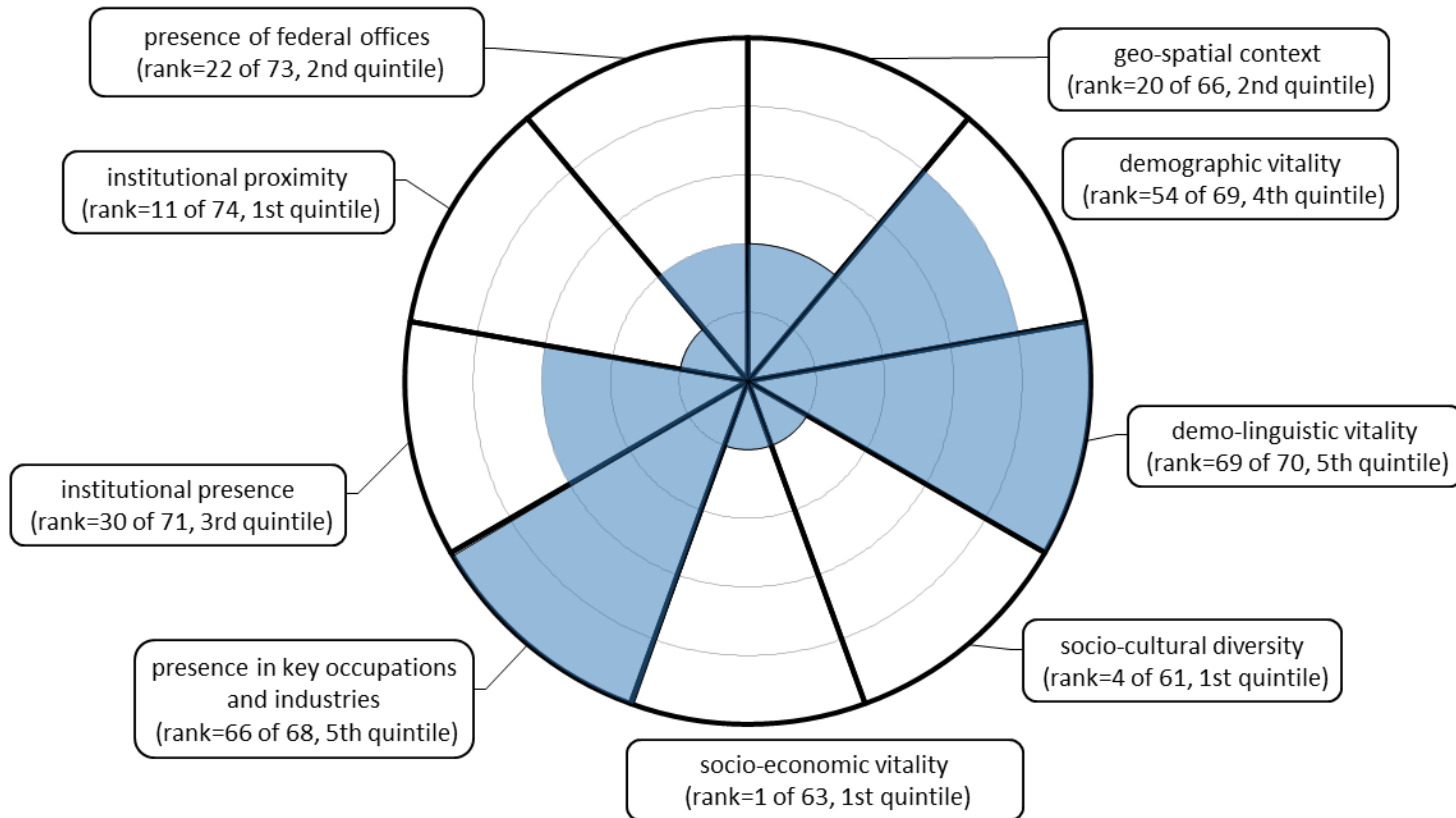 presence of federal offices
(rank=22 of 73, 2nd quintile)
geo-spatial context
(rank=20 of 66, 2nd quintile)
institutional proximity
(rank=11 of 74, 1st quintile)
demographic vitality
(rank=54 of 69, 4th quintile)
demo-linguistic vitality
(rank=69 of 70, 5th quintile)
institutional presence
(rank=30 of 71, 3rd quintile)
socio-cultural diversity
(rank=4 of 61, 1st quintile)
presence in key occupations
and industries
(rank=66 of 68, 5th quintile)
socio-economic vitality
(rank=1 of 63, 1st quintile)